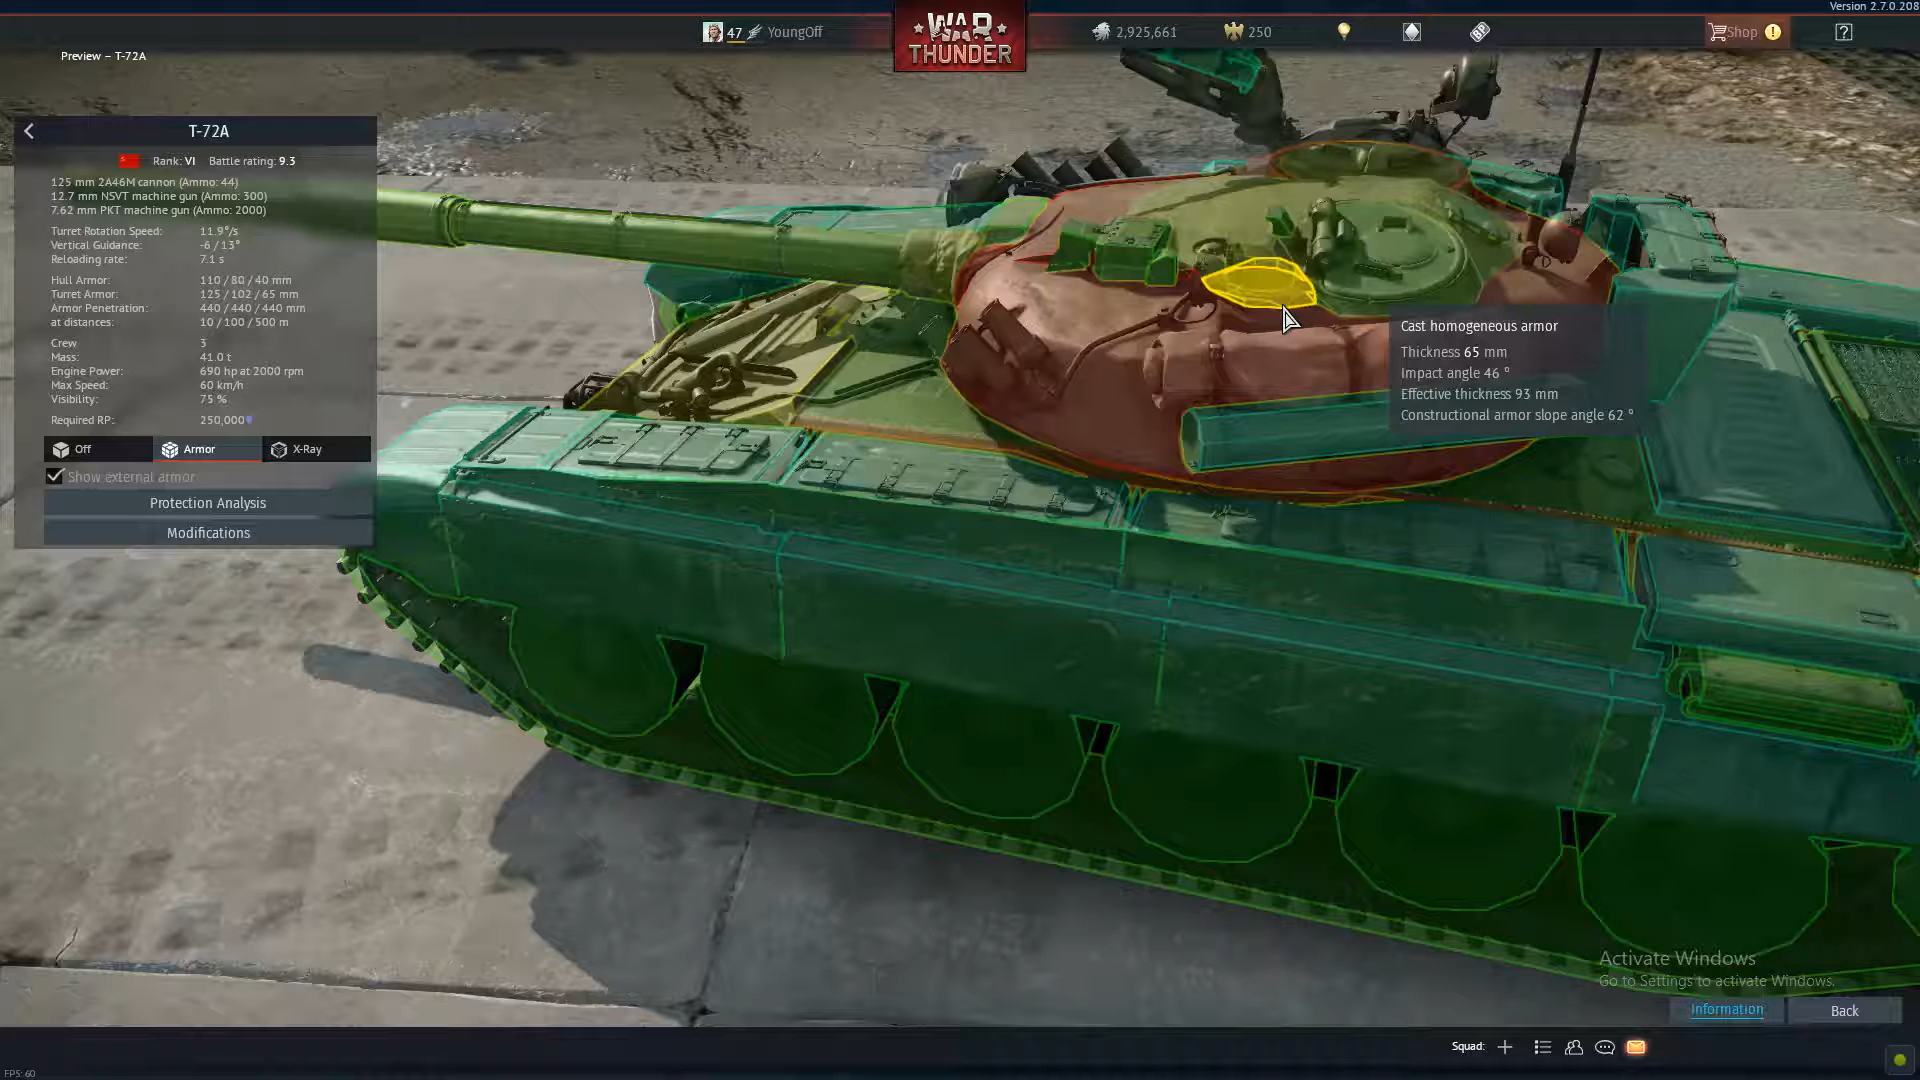 Version 2.7.0.208
47 YoungOff
WAR
THUNDER
2,925,661
250
Shop
Preview – T-72A
T-72A
Rank: VI Battle rating: 9.3
125 mm 2A46M cannon (Ammo: 44)
12.7 mm NSVT machine gun (Ammo: 300)
7.62 mm PKT machine gun (Ammo: 2000)
Turret Rotation Speed: 11.9°/s
Vertical Guidance: -6 / 13°
Reloading rate: 7.1 s
Hull Armor: 110 / 80 / 40 mm
Turret Armor: 125 / 102 / 65 mm
Armor Penetration: 440 / 440 / 440 mm
at distances: 10 / 100 / 500 m
Crew 3
Mass: 41.0 t
Engine Power: 690 hp at 2000 rpm
Max Speed: 60 km/h
Visibility: 75 %
Required RP: 250,000
Off Armor X-Ray
Show external armor
Protection Analysis
Modifications
Cast homogeneous armor
Thickness 65 mm
Impact angle 46 °
Effective thickness 93 mm
Constructional armor slope angle 62 °
Activate Windows
Go to Settings to activate Windows.
Information Back
Squad:
FPS: 60